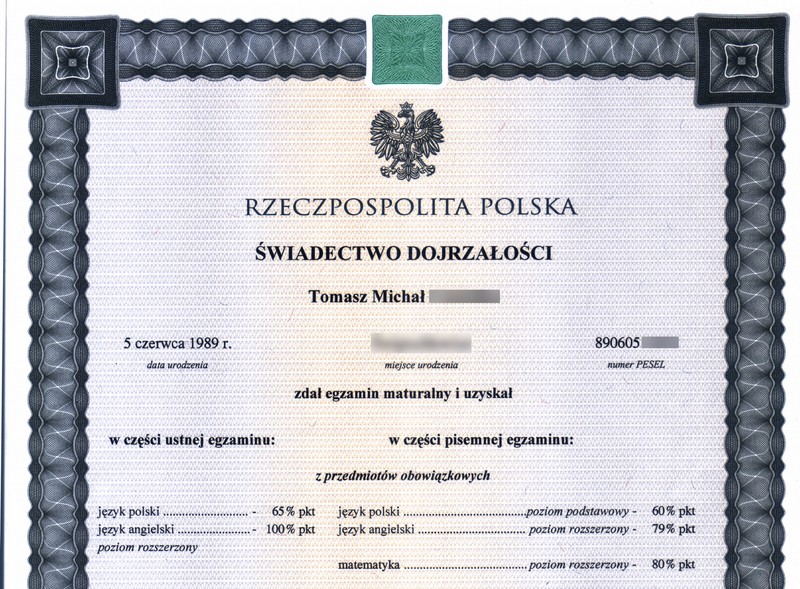 RZECZPOSPOLITA POLSKA
ŚWIADECTWO DOJRZAŁOŚCI
Tomasz Michał
5 czerwca 1989 r. 890605
data urodzenia miejsce urodzenia numer PESEL
zdał egzamin maturalny i uzyskał
w części ustnej egzaminu: w części pisemnej egzaminu:
z przedmiotów obowiązkowych
język polski .......................... - 65% pkt język polski ......................................poziom podstawowy - 60% pkt
język angielski ...................... - 100% pkt język angielski ................................... poziom rozszerzony - 79% pkt
poziom rozszerzony
matematyka ...................................... poziom rozszerzony - 80% pkt